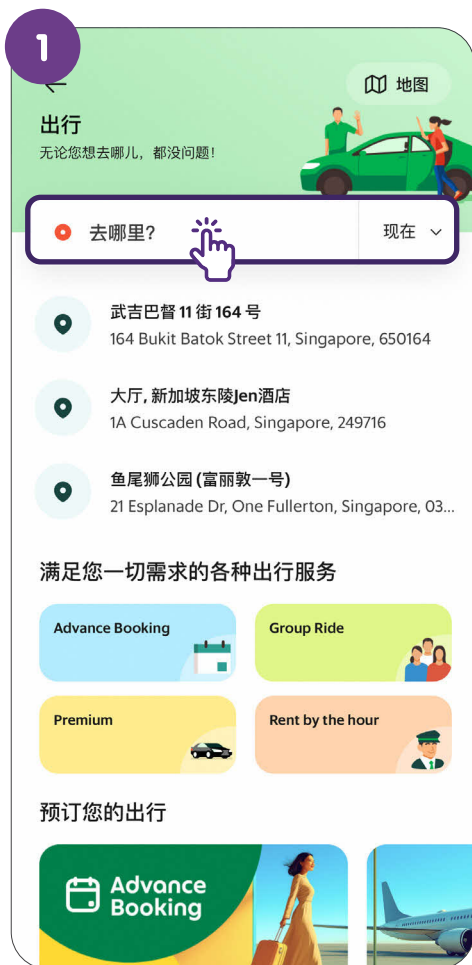 1
地图
出行
无论您想去哪儿，都没问题！
去哪里？
现在
武吉巴督 11 街 164 号
164 Bukit Batok Street 11, Singapore, 650164
大厅, 新加坡东陵Jen酒店
1A Cuscaden Road, Singapore, 249716
鱼尾狮公园 (富丽敦一号)
21 Esplanade Dr, One Fullerton, Singapore, 03...
满足您一切需求的各种出行服务
Advance Booking
Group Ride
Premium
Rent by the hour
预订您的出行
Advance
Booking